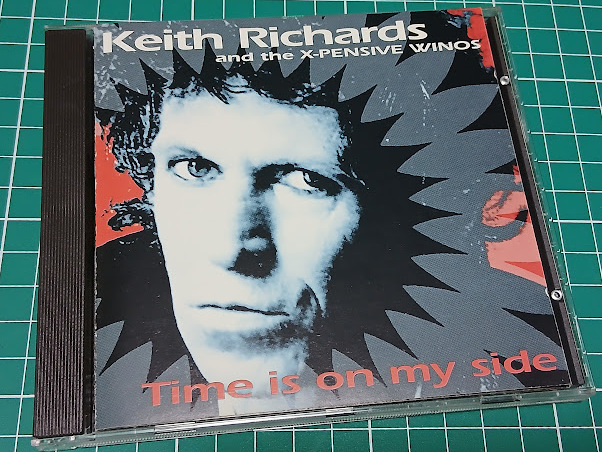 Keith Richards
and the X-PENSIVE WINOS
Time is on my side